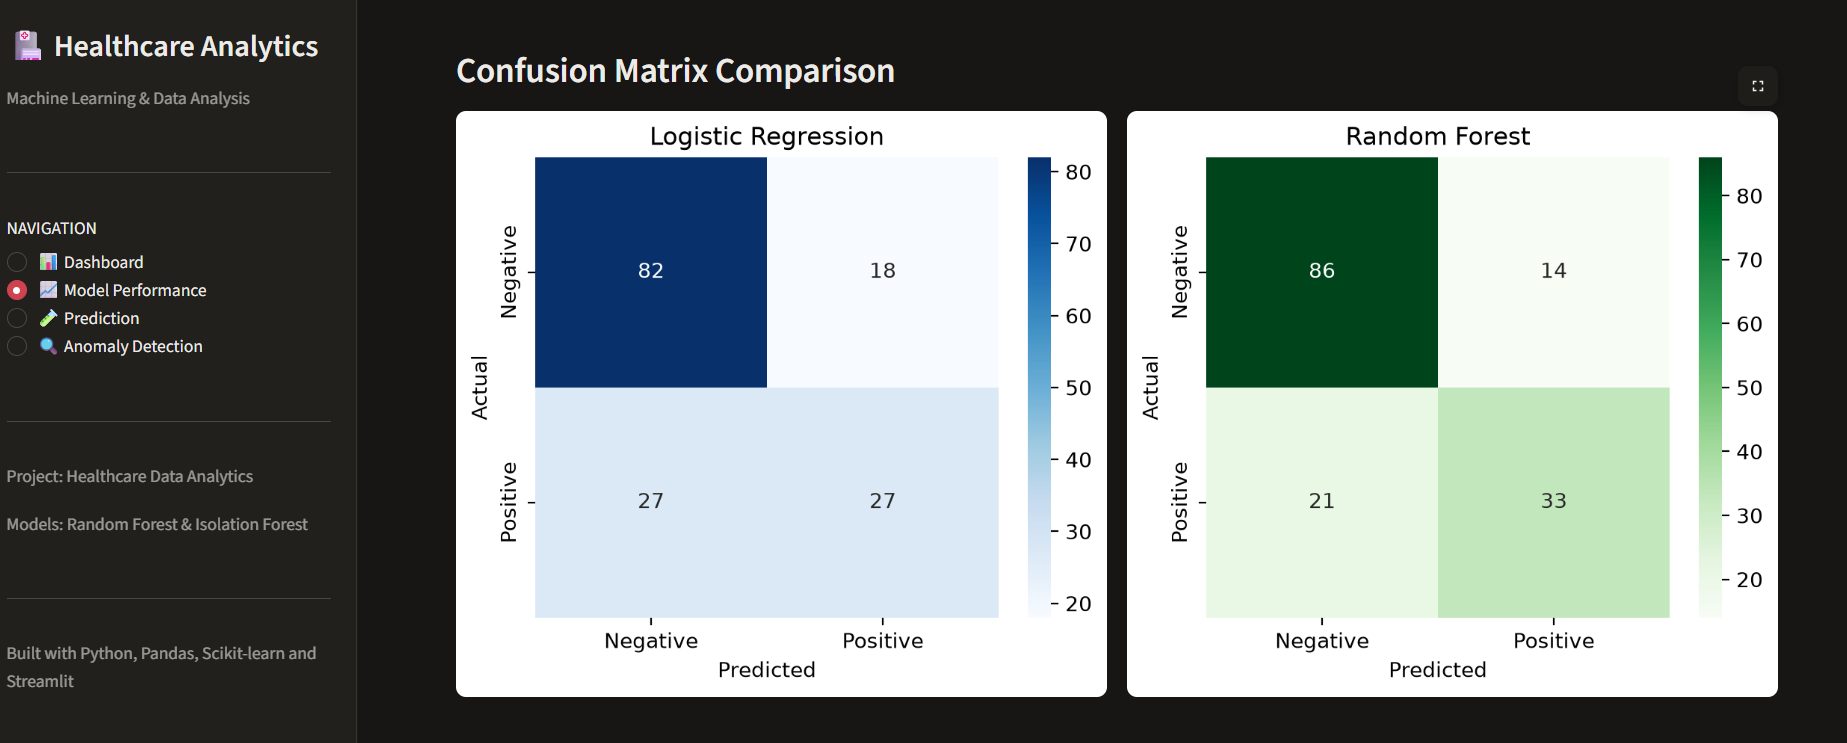 Healthcare Analytics
Machine Learning & Data Analysis
NAVIGATION
Dashboard
Model Performance
Prediction
Anomaly Detection
Project: Healthcare Data Analytics
Models: Random Forest & Isolation Forest
Built with Python, Pandas, Scikit-learn and
Streamlit
Confusion Matrix Comparison
Logistic Regression
Actual
Negative
Positive
82
18
27
27
Negative
Positive
Predicted
80
70
60
50
40
30
20
Random Forest
Actual
Negative
Positive
86
14
21
33
Negative
Positive
Predicted
80
70
60
50
40
30
20